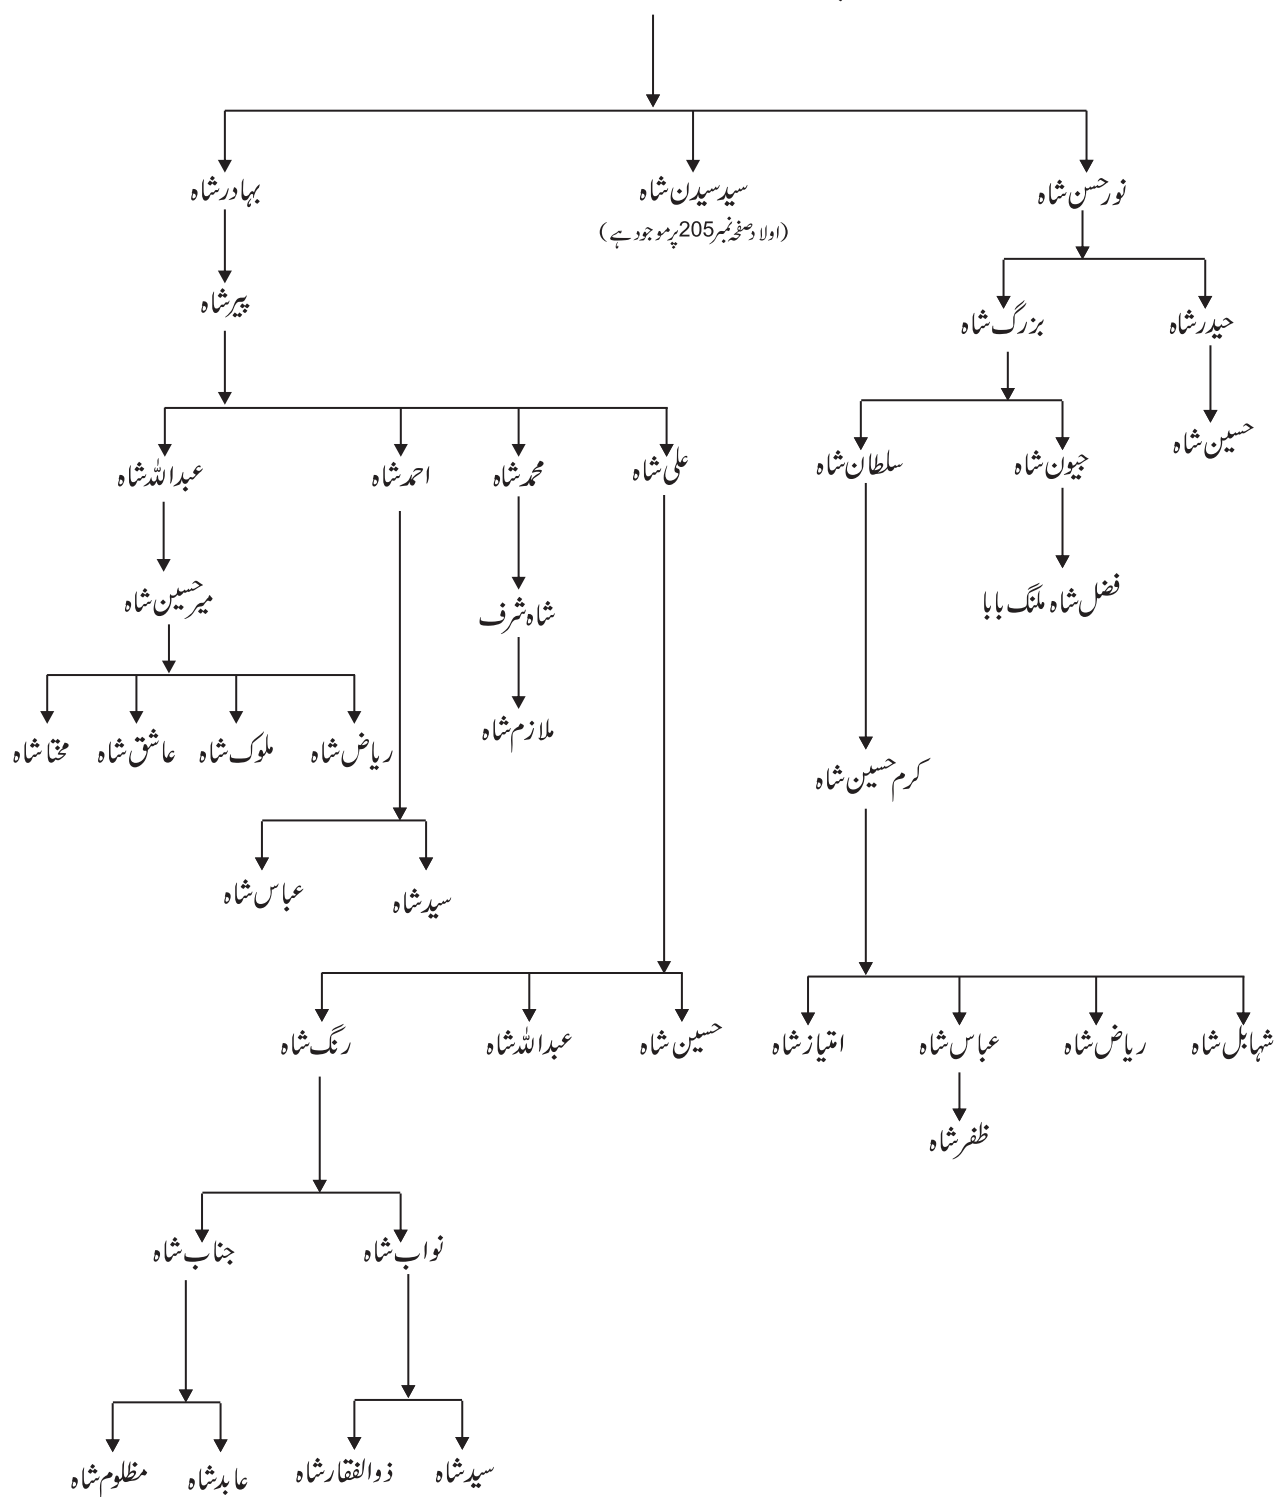 نور حسن شاہ
سید سیدن شاہ
بہادر شاہ
(اولاد صفحہ نمبر 205 پر موجود ہے)
پیر شاہ
حیدر شاہ
بزرگ شاہ
حسین شاہ
جیون شاہ
سلطان شاہ
علی شاہ
محمد شاہ
احمد شاہ
عبداللہ شاہ
فضل شاہ ملنگ بابا
شاہ شرف
میر حسین شاہ
ملازم شاہ
ریاض شاہ
ملوک شاہ
عاشق شاہ
مختا شاہ
کرم حسین شاہ
سید شاہ
عباس شاہ
شہابل شاہ
ریاض شاہ
عباس شاہ
امتیاز شاہ
حسین شاہ
عبداللہ شاہ
رنگ شاہ
ظفر شاہ
نواب شاہ
جناب شاہ
سید شاہ
ذوالفقار شاہ
عابد شاہ
مظلوم شاہ